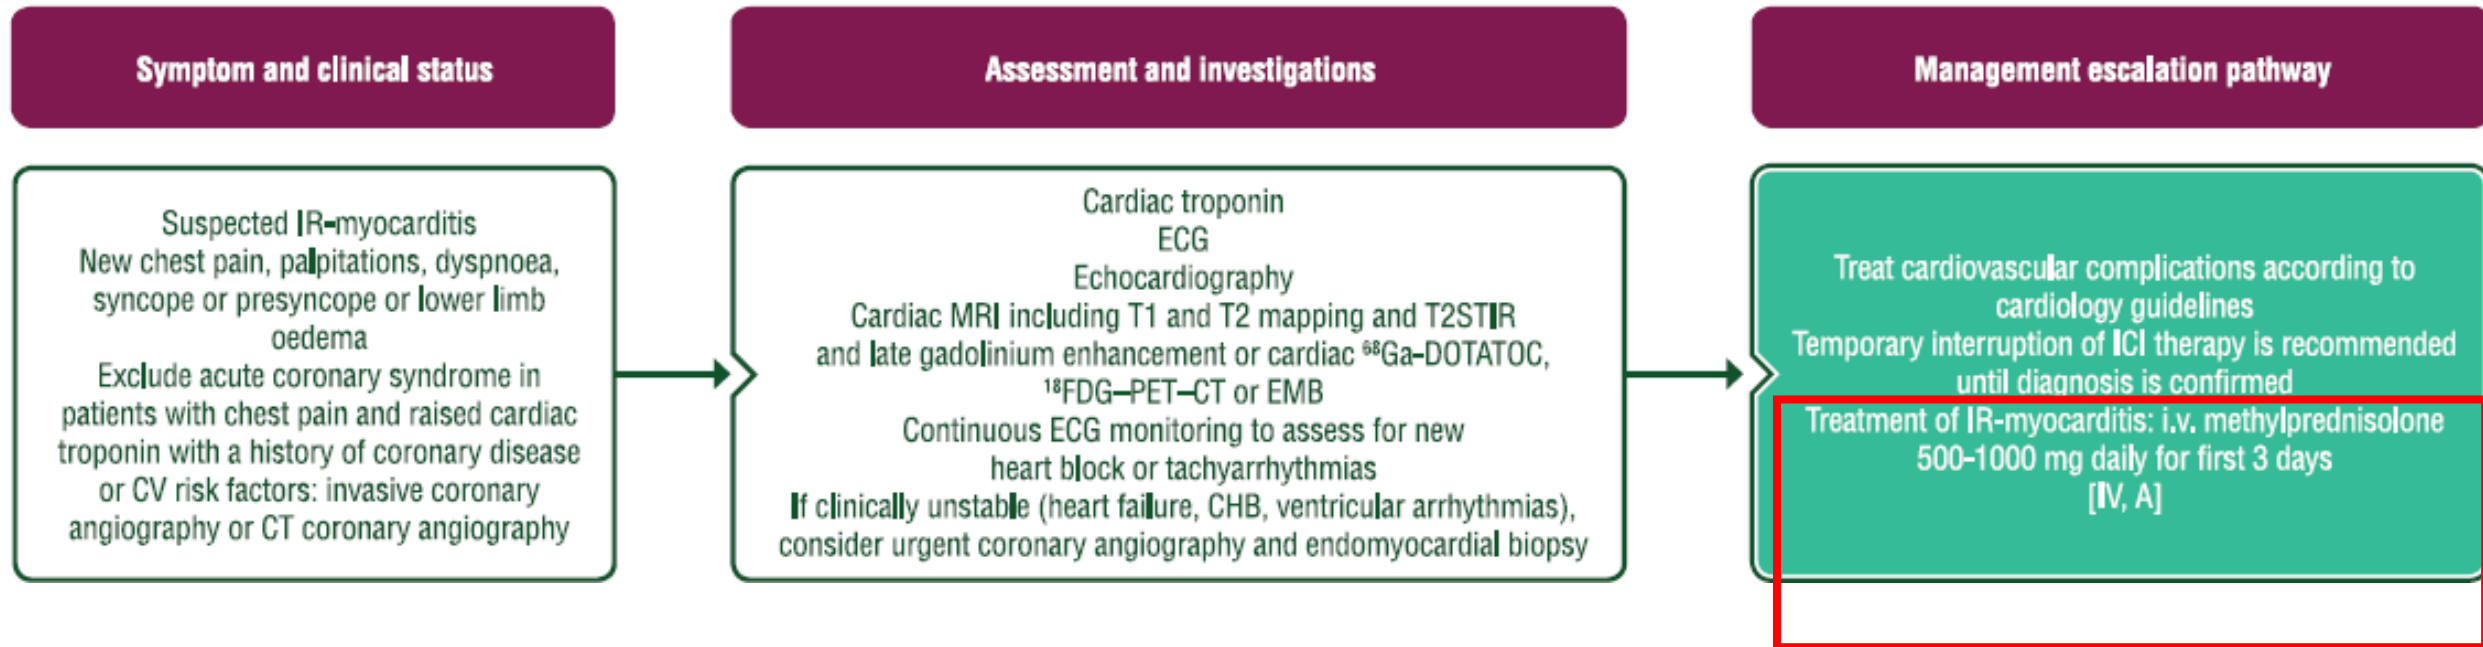 Symptom and clinical status
Assessment and investigations
Management escalation pathway
Suspected IR-myocarditis
New chest pain, palpitations, dyspnoea,
syncope or presyncope or lower limb
oedema
Exclude acute coronary syndrome in
patients with chest pain and raised cardiac
troponin with a history of coronary disease
or CV risk factors: invasive coronary
angiography or CT coronary angiography
Cardiac troponin
ECG
Echocardiography
Cardiac MRI including T1 and T2 mapping and T2STIR
and late gadolinium enhancement or cardiac ⁶⁸Ga–DOTATOC,
¹⁸FDG–PET–CT or EMB
Continuous ECG monitoring to assess for new
heart block or tachyarrhythmias
If clinically unstable (heart failure, CHB, ventricular arrhythmias),
consider urgent coronary angiography and endomyocardial biopsy
Treat cardiovascular complications according to
cardiology guidelines
Temporary interruption of ICI therapy is recommended
until diagnosis is confirmed
Treatment of IR-myocarditis: i.v. methylprednisolone
500-1000 mg daily for first 3 days
[IV, A]